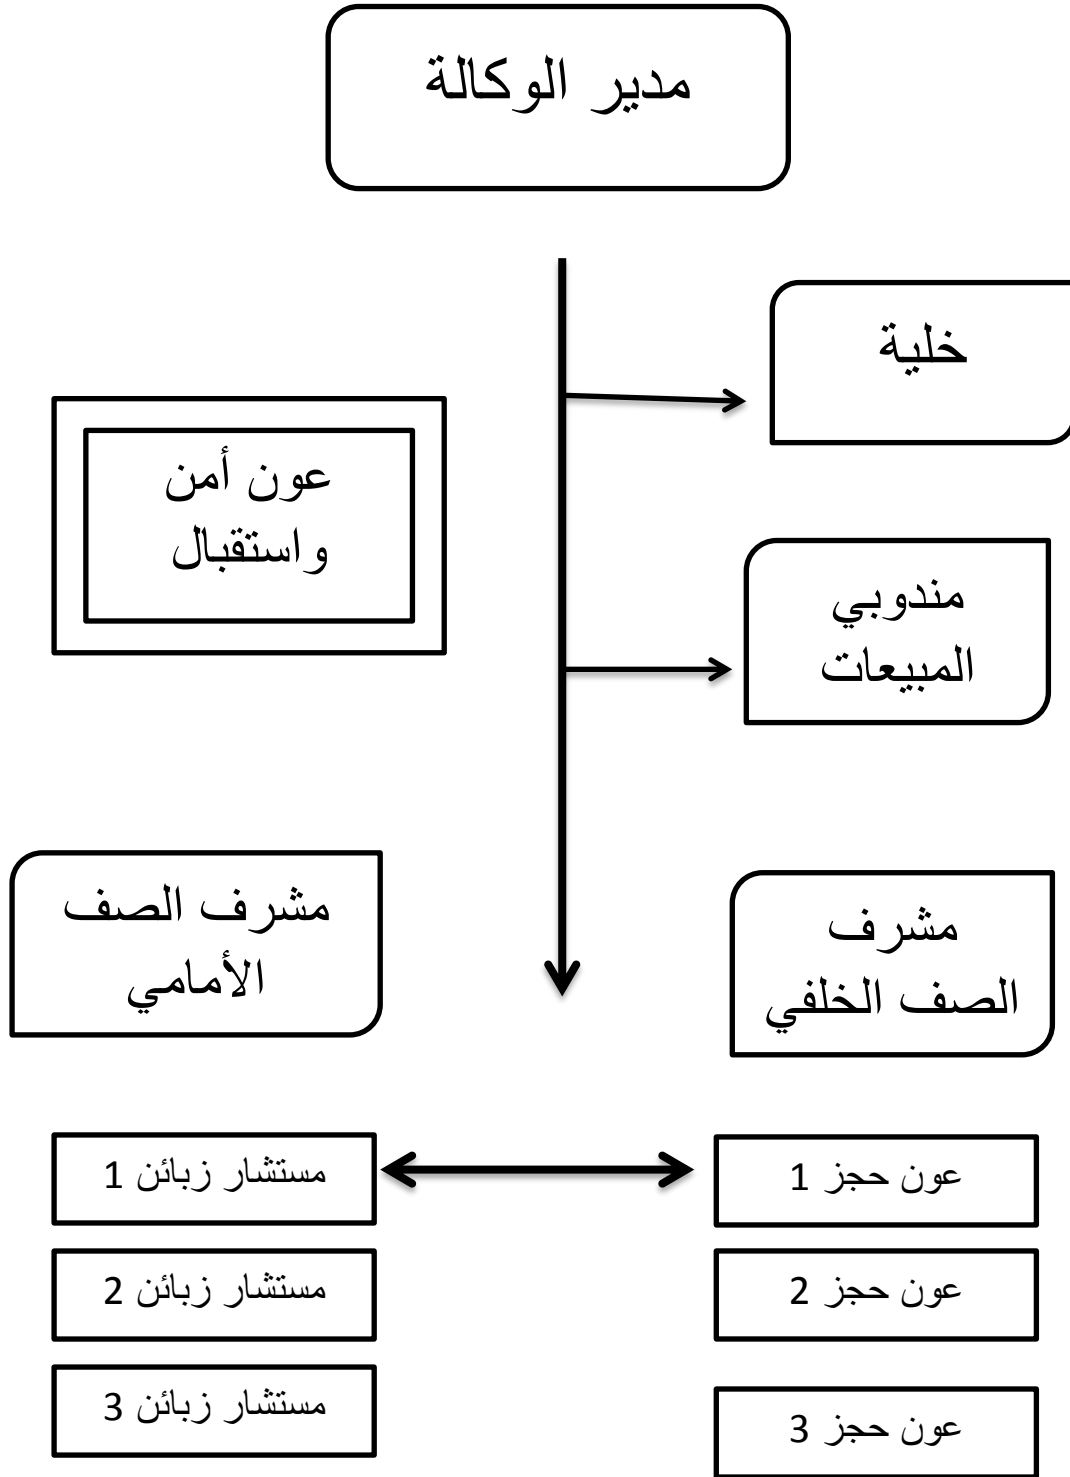 مدير الوكالة
خلية
عون أمن
واستقبال
مندوبي
المبيعات
مشرف الصف
الأمامي
مشرف
الصف الخلفي
مستشار زبائن 1
عون حجز 1
مستشار زبائن 2
عون حجز 2
مستشار زبائن 3
عون حجز 3